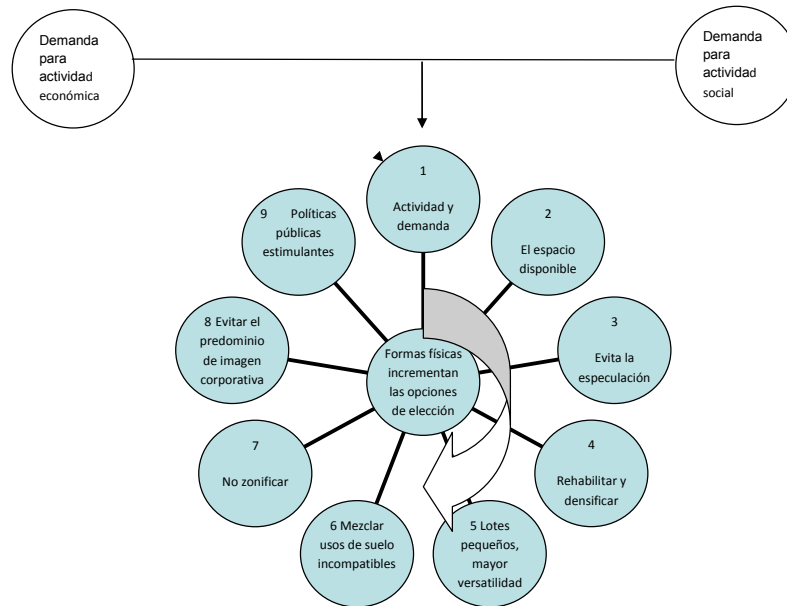 Demanda
para
actividad
económica
Demanda
para
actividad
social
1
Actividad y
demanda
2
El espacio
disponible
3
Evita la
especulación
4
Rehabilitar y
densificar
5 Lotes
pequeños,
mayor
versatilidad
6 Mezclar
usos de suelo
incompatibles
7
No zonificar
8 Evitar el
predominio
de imagen
corporativa
9 Políticas
públicas
estimulantes
Formas físicas
incrementan
las opciones
de elección